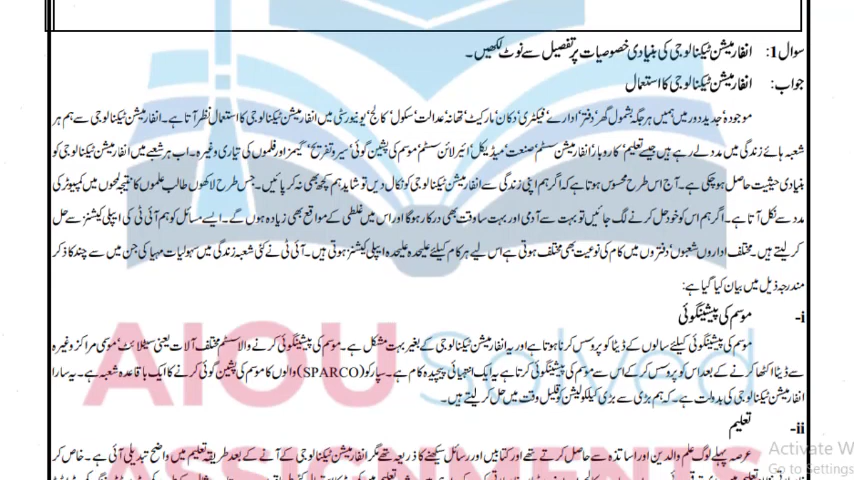 سوال 1: انفارمیشن ٹیکنالوجی کی بنیادی خصوصیات پر تفصیل سے نوٹ لکھیں۔
جواب: انفارمیشن ٹیکنالوجی کا استعمال
موجودہ جدید دور میں ہمیں ہر جگہ بشمول گھر' دفتر' ادارے' فیکٹری' دکان' مارکیٹ' تھانہ' عدالت' سکول' کالج' یونیورسٹی میں انفارمیشن ٹیکنالوجی کا استعمال نظر آتا ہے۔ انفارمیشن ٹیکنالوجی سے ہم ہر
شعبہ ہائے زندگی میں مدد لے رہے ہیں جیسے تعلیم' کاروبار' انفارمیشن سسٹم' صنعت' میڈیکل' ائیر لائن سسٹم' موسم کی پشین گوئی' سیر و تفریح' گیمز اور فلموں کی تیاری وغیرہ۔ اب ہر شعبے میں انفارمیشن ٹیکنالوجی کو
بنیادی حیثیت حاصل ہو چکی ہے۔ آج اس طرح محسوس ہوتا ہے کہ اگر ہم اپنی زندگی سے انفارمیشن ٹیکنالوجی کو نکال دیں تو شاید ہم کچھ بھی نہ کر پائیں۔ جس طرح لاکھوں طالب علموں کا نتیجہ لمحوں میں کمپیوٹر کی
مدد سے نکل آتا ہے۔ اگر ہم اس کو خود حل کرنے لگ جائیں تو بہت سے آدمی اور بہت سا وقت بھی درکار ہو گا اور اس میں غلطی کے مواقع بھی زیادہ ہوں گے۔ ایسے مسائل کو ہم آئی ٹی کی ایپلی کیشنز سے حل
کر لیتے ہیں۔ مختلف اداروں' شعبوں' دفتروں میں کام کی نوعیت بھی مختلف ہوتی ہے اس لیے ہر کام کیلئے علیحدہ علیحدہ ایپلی کیشنز ہوتی ہیں۔ آئی ٹی نے کئی شعبہ زندگی میں سہولیات مہیا کی جن میں سے چند کا ذکر
مندرجہ ذیل میں بیان کیا گیا ہے:
i- موسم کی پیشینگوئی
موسم کی پیشینگوئی کیلئے سالوں کے ڈیٹا کو پروسس کرنا ہوتا ہے اور یہ انفارمیشن ٹیکنالوجی کے بغیر بہت مشکل ہے۔ موسم کی پیشینگوئی کرنے والا سسٹم مختلف آلات یعنی سیٹلائٹ' موسمی مراکز وغیرہ
سے ڈیٹا اکٹھا کرنے کے بعد اس کو پروسس کر کے اس سے موسم کی پیشینگوئی کرتا ہے یہ ایک انتہائی پیچیدہ کام ہے۔ سپارکو (SPARCO) والوں کا موسم کی پشین گوئی کرنے کا ایک باقاعدہ شعبہ ہے۔ یہ سارا
انفارمیشن ٹیکنالوجی کی بدولت ہے۔ کہ ہم بڑی سے بڑی کیلکولیشن کو قلیل وقت میں حل کر لیتے ہیں۔
ii- تعلیم
عرصہ پہلے لوگ علم والدین اور اساتذہ سے حاصل کرتے تھے اور کتابیں اور رسائل سیکھنے کا ذریعہ تھے مگر انفارمیشن ٹیکنالوجی کے آنے کے بعد طریقہ تعلیم میں واضح تبدیلی آئی ہے۔ خاص کر
AIOU Solved
ASSIGNMENTS
Activate W
Go to Settings